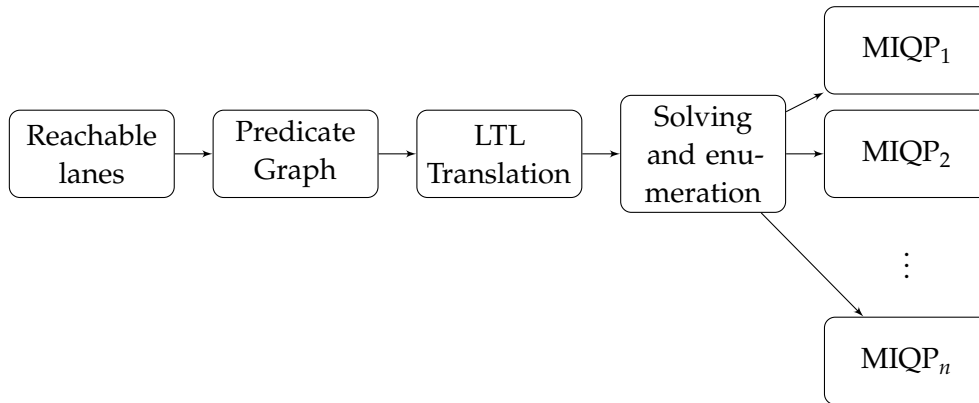 Reachable
lanes
Predicate
Graph
LTL
Translation
Solving
and enu-
meration
MIQP₁
MIQP₂
⋮
MIQPₙ